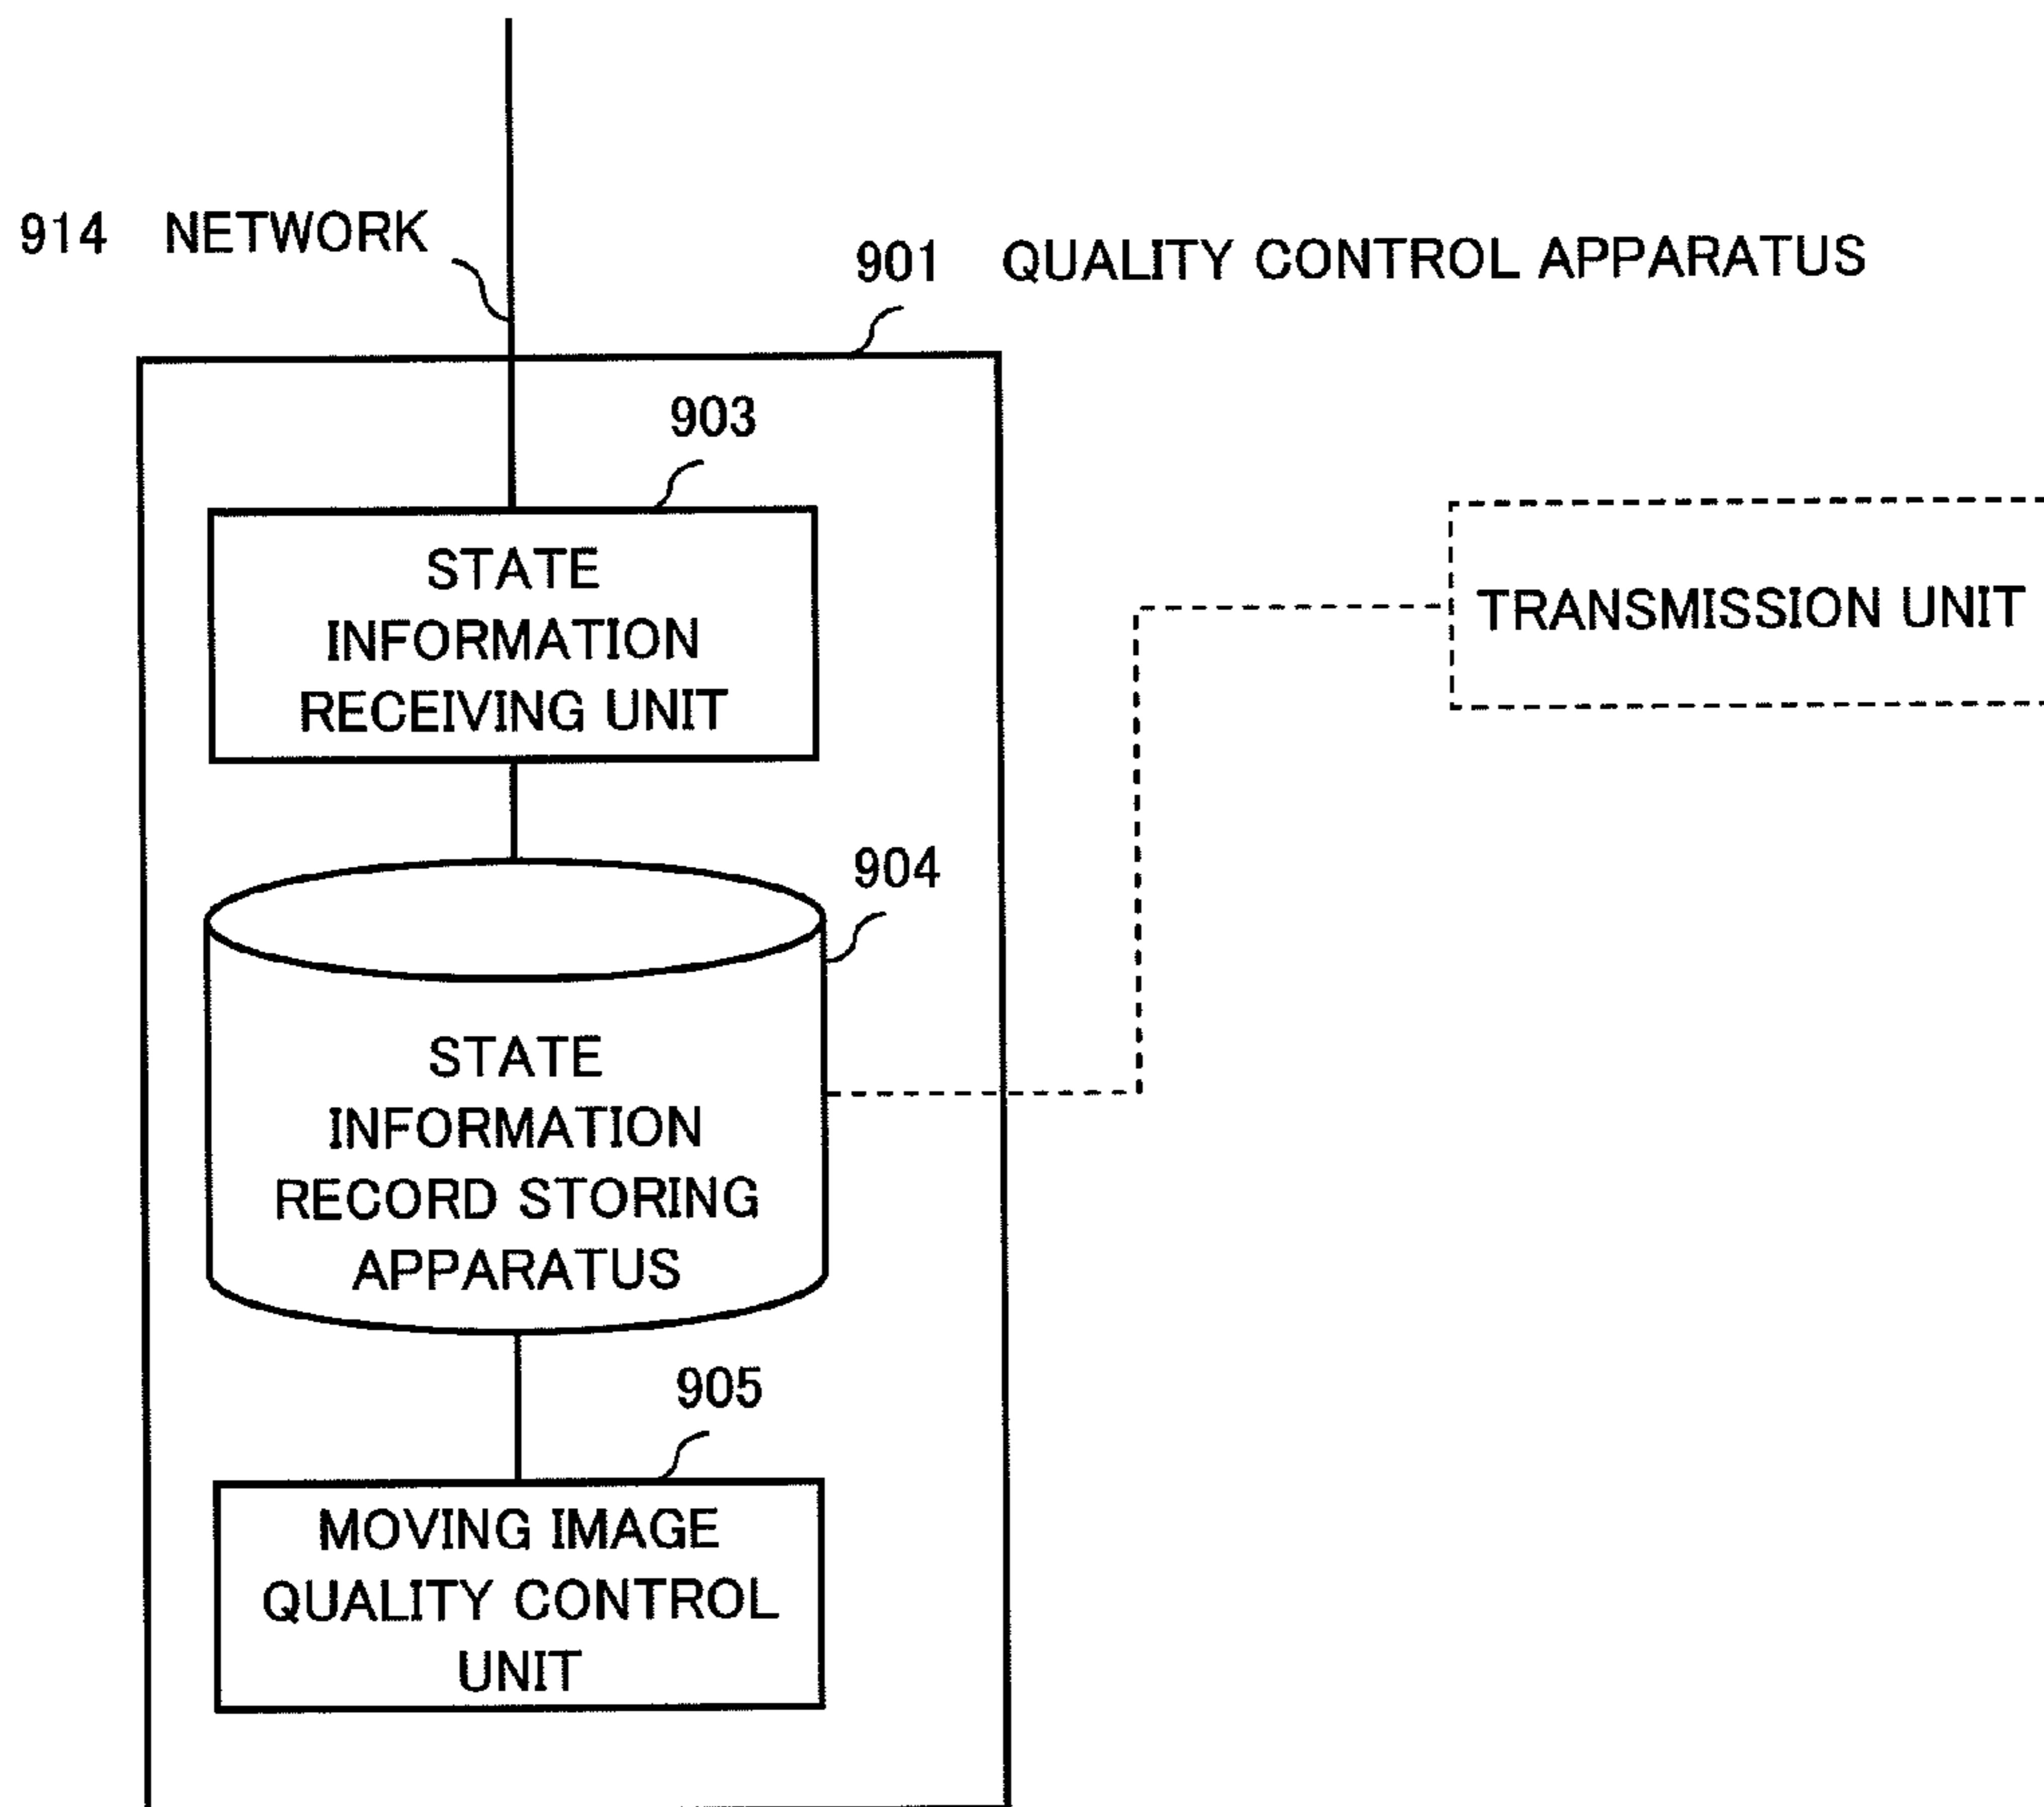 914 NETWORK
901 QUALITY CONTROL APPARATUS
903
STATE
INFORMATION
RECEIVING UNIT
TRANSMISSION UNIT
904
STATE
INFORMATION
RECORD STORING
APPARATUS
905
MOVING IMAGE
QUALITY CONTROL
UNIT